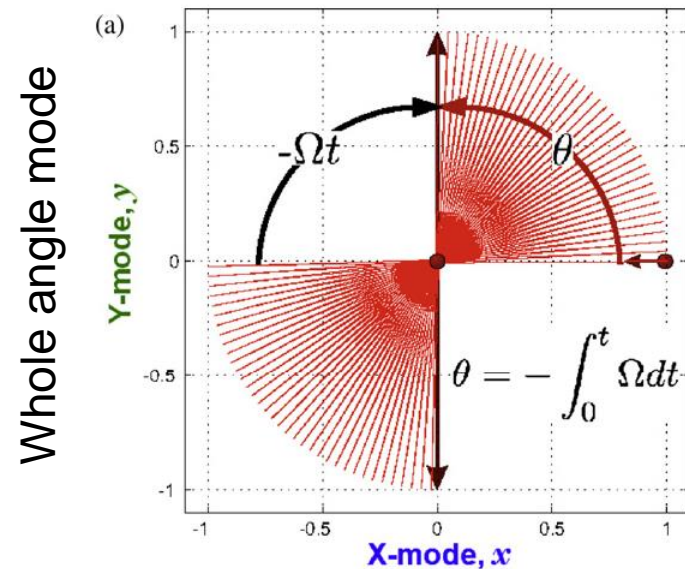 Whole angle mode
(a)
Y-mode, y
1
0.5
0
-0.5
-1
-Ωt
θ
θ = − ∫₀ᵗ Ωdt
-1 -0.5 0 0.5 1
X-mode, x